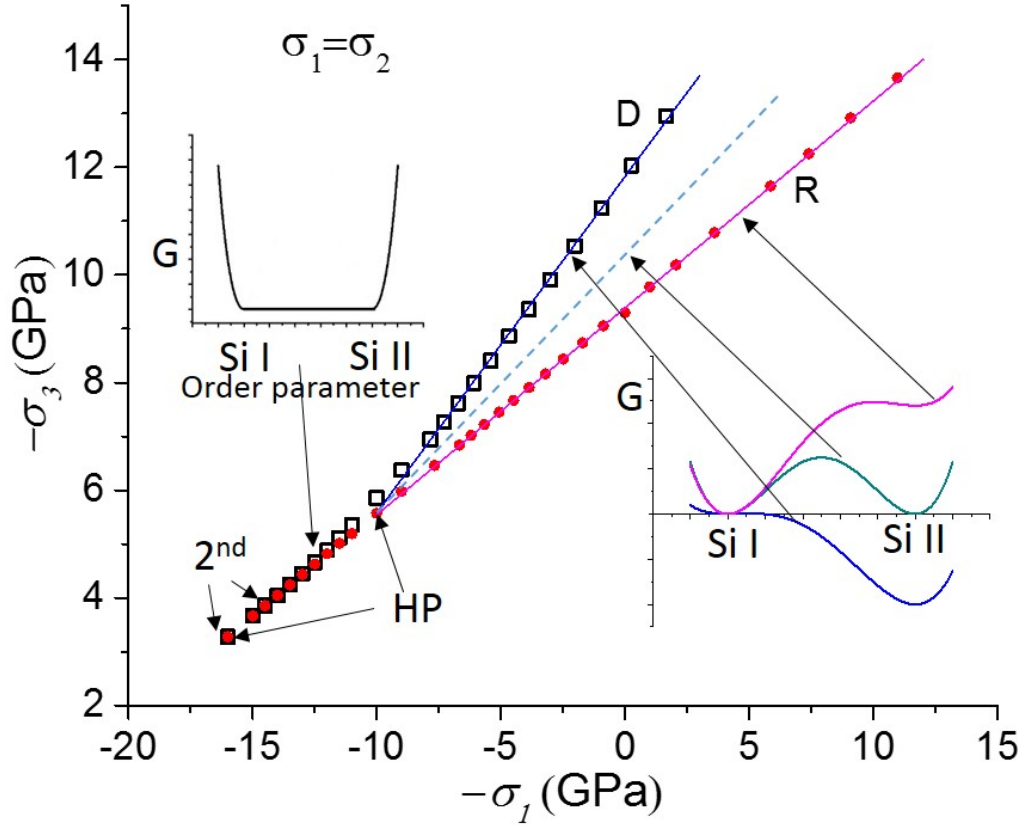 σ₁=σ₂
14
12
10
8
6
4
2
−σ₃ (GPa)
G
Si I Si II
Order parameter
D
R
G
Si I Si II
2nd
HP
-20 -15 -10 -5 0 5 10 15
−σ₁ (GPa)